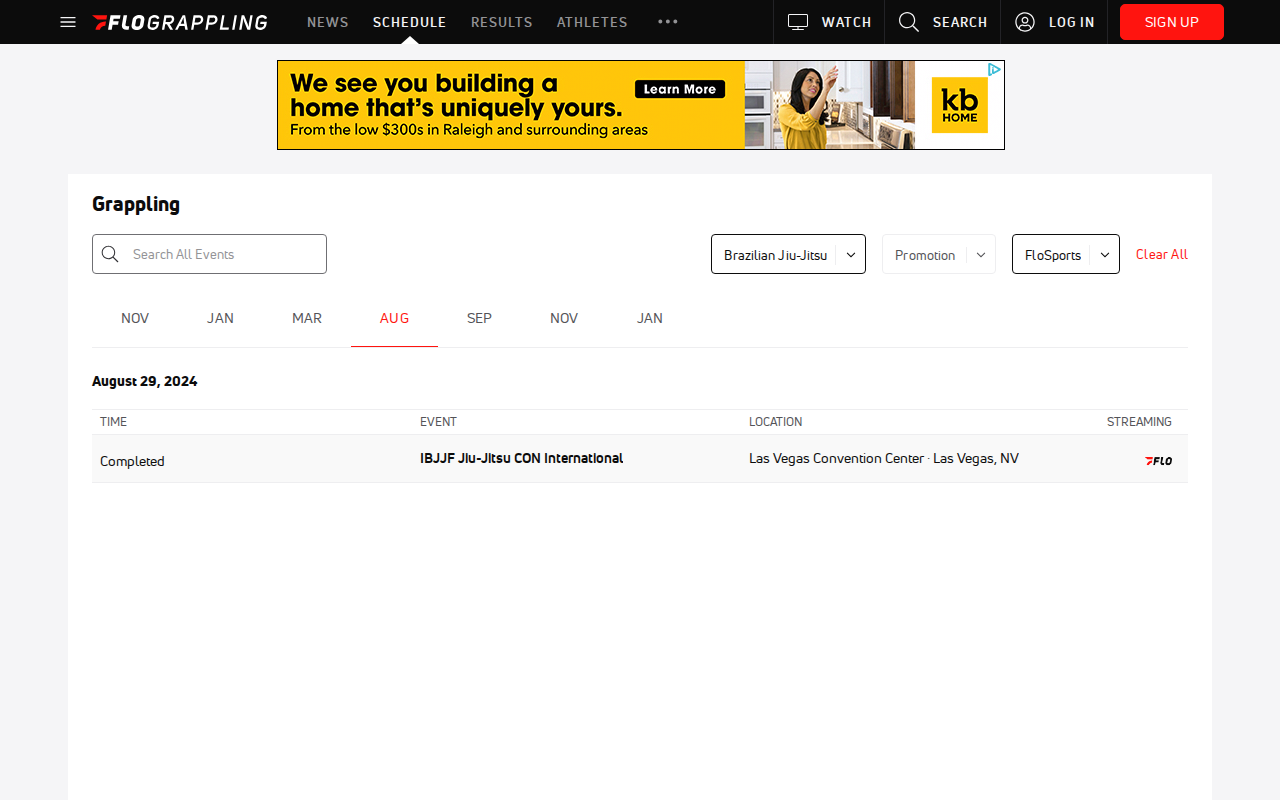 FLOGRAPPLING NEWS SCHEDULE RESULTS ATHLETES WATCH SEARCH LOG IN SIGN UP
We see you building a
home that's uniquely yours.
From the low $300s in Raleigh and surrounding areas
Learn More
kb
HOME
Grappling
Search All Events Brazilian Jiu-Jitsu Promotion FloSports Clear All
NOV JAN MAR AUG SEP NOV JAN
August 29, 2024
TIME EVENT LOCATION STREAMING
Completed IBJJF Jiu-Jitsu CON International Las Vegas Convention Center · Las Vegas, NV FLO